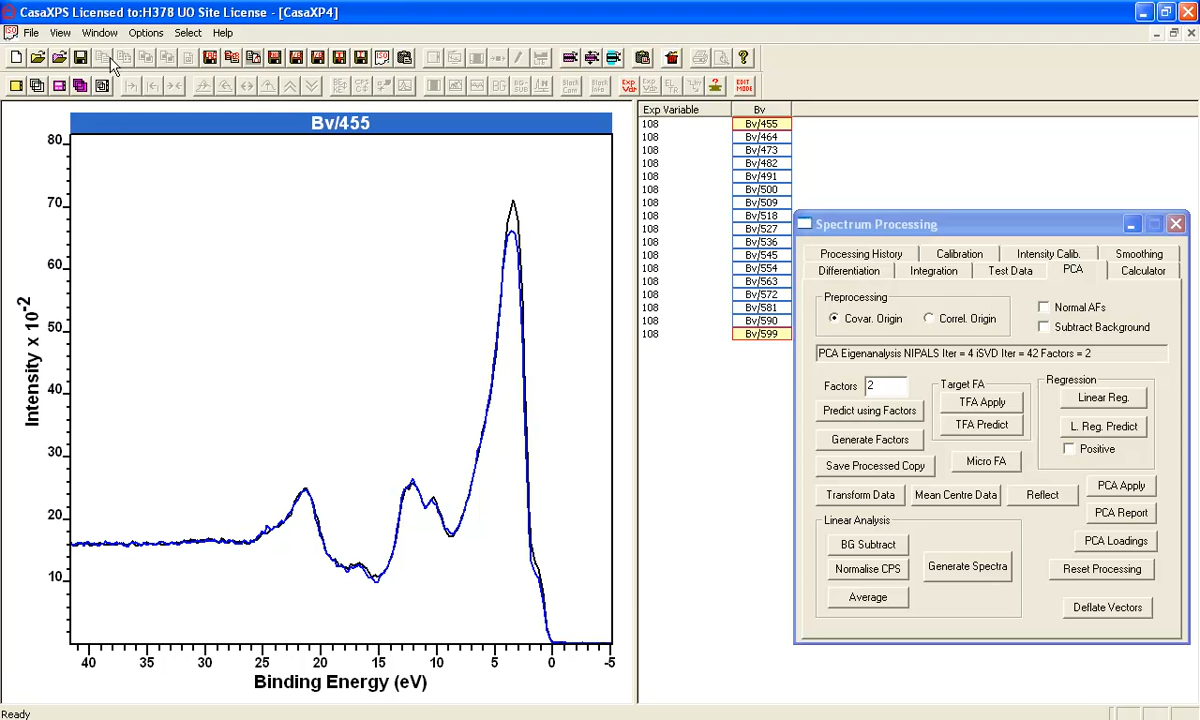 CasaXPS Licensed to:H378 UO Site License - [CasaXP4]
File View Window Options Select Help
Exp Variable Bv
108 Bv/455
108 Bv/464
108 Bv/473
108 Bv/482
108 Bv/491
108 Bv/500
108 Bv/509
108 Bv/518
108 Bv/527
108 Bv/536
108 Bv/545
108 Bv/554
108 Bv/563
108 Bv/572
108 Bv/581
108 Bv/590
108 Bv/599
Bv/455
80
70
60
50
40
30
20
10
Intensity x 10-2
40 35 30 25 20 15 10 5 0 -5
Binding Energy (eV)
Spectrum Processing
Processing History Calibration Intensity Calib. Smoothing
Differentiation Integration Test Data PCA Calculator
Preprocessing
Covar. Origin Correl. Origin
Normal AFs
Subtract Background
PCA Eigenanalysis NIPALS Iter = 4 iSVD Iter = 42 Factors = 2
Factors 2
Predict using Factors
Generate Factors
Save Processed Copy
Target FA
TFA Apply
TFA Predict
Micro FA
Regression
Linear Reg.
L. Reg. Predict
Positive
Transform Data Mean Centre Data Reflect
PCA Apply
PCA Report
PCA Loadings
Reset Processing
Deflate Vectors
Linear Analysis
BG Subtract
Normalise CPS
Average
Generate Spectra
Ready